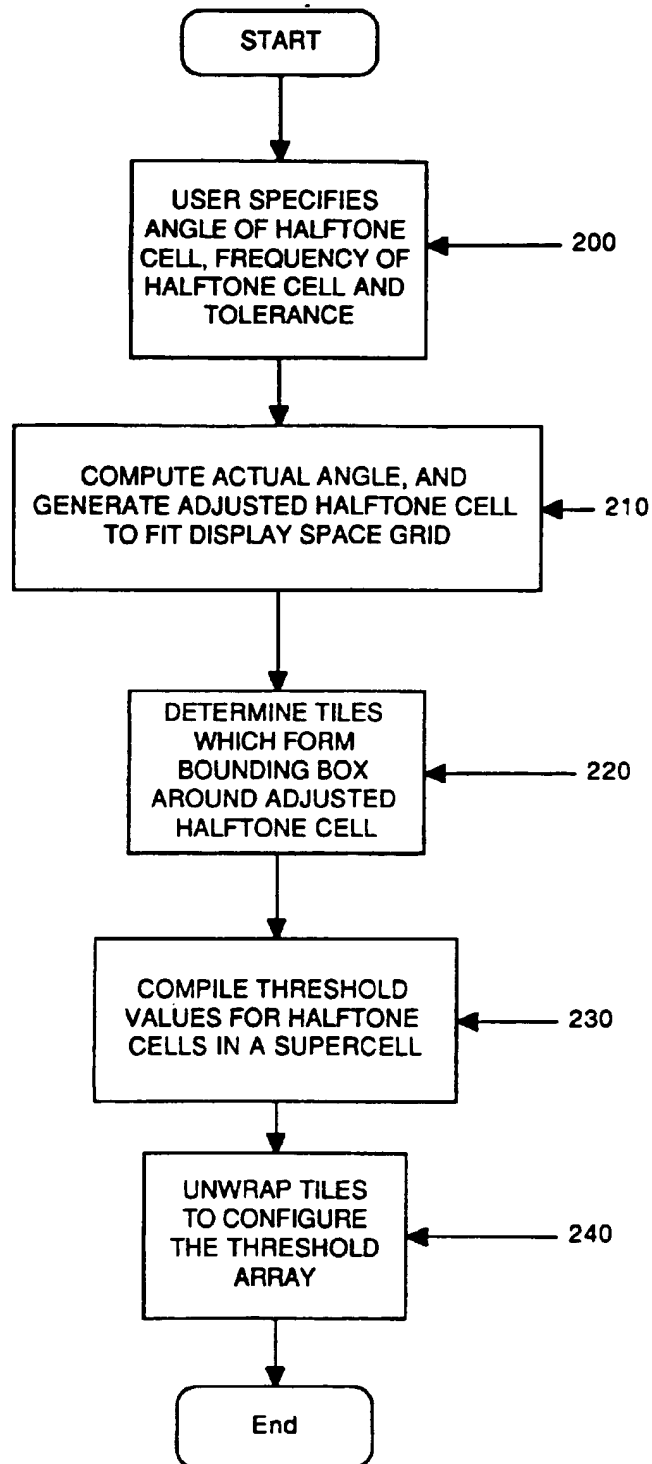 START
USER SPECIFIES
ANGLE OF HALFTONE
CELL, FREQUENCY OF
HALFTONE CELL AND
TOLERANCE
200
COMPUTE ACTUAL ANGLE, AND
GENERATE ADJUSTED HALFTONE CELL
TO FIT DISPLAY SPACE GRID
210
DETERMINE TILES
WHICH FORM
BOUNDING BOX
AROUND ADJUSTED
HALFTONE CELL
220
COMPILE THRESHOLD
VALUES FOR HALFTONE
CELLS IN A SUPERCELL
230
UNWRAP TILES
TO CONFIGURE
THE THRESHOLD
ARRAY
240
End